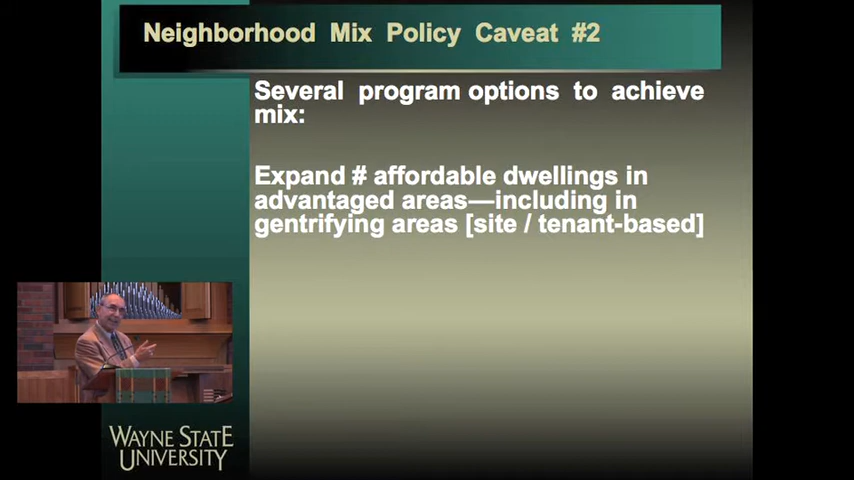 Neighborhood Mix Policy Caveat #2
Several program options to achieve
mix:
Expand # affordable dwellings in
advantaged areas—including in
gentrifying areas [site / tenant-based]
WAYNE STATE
UNIVERSITY